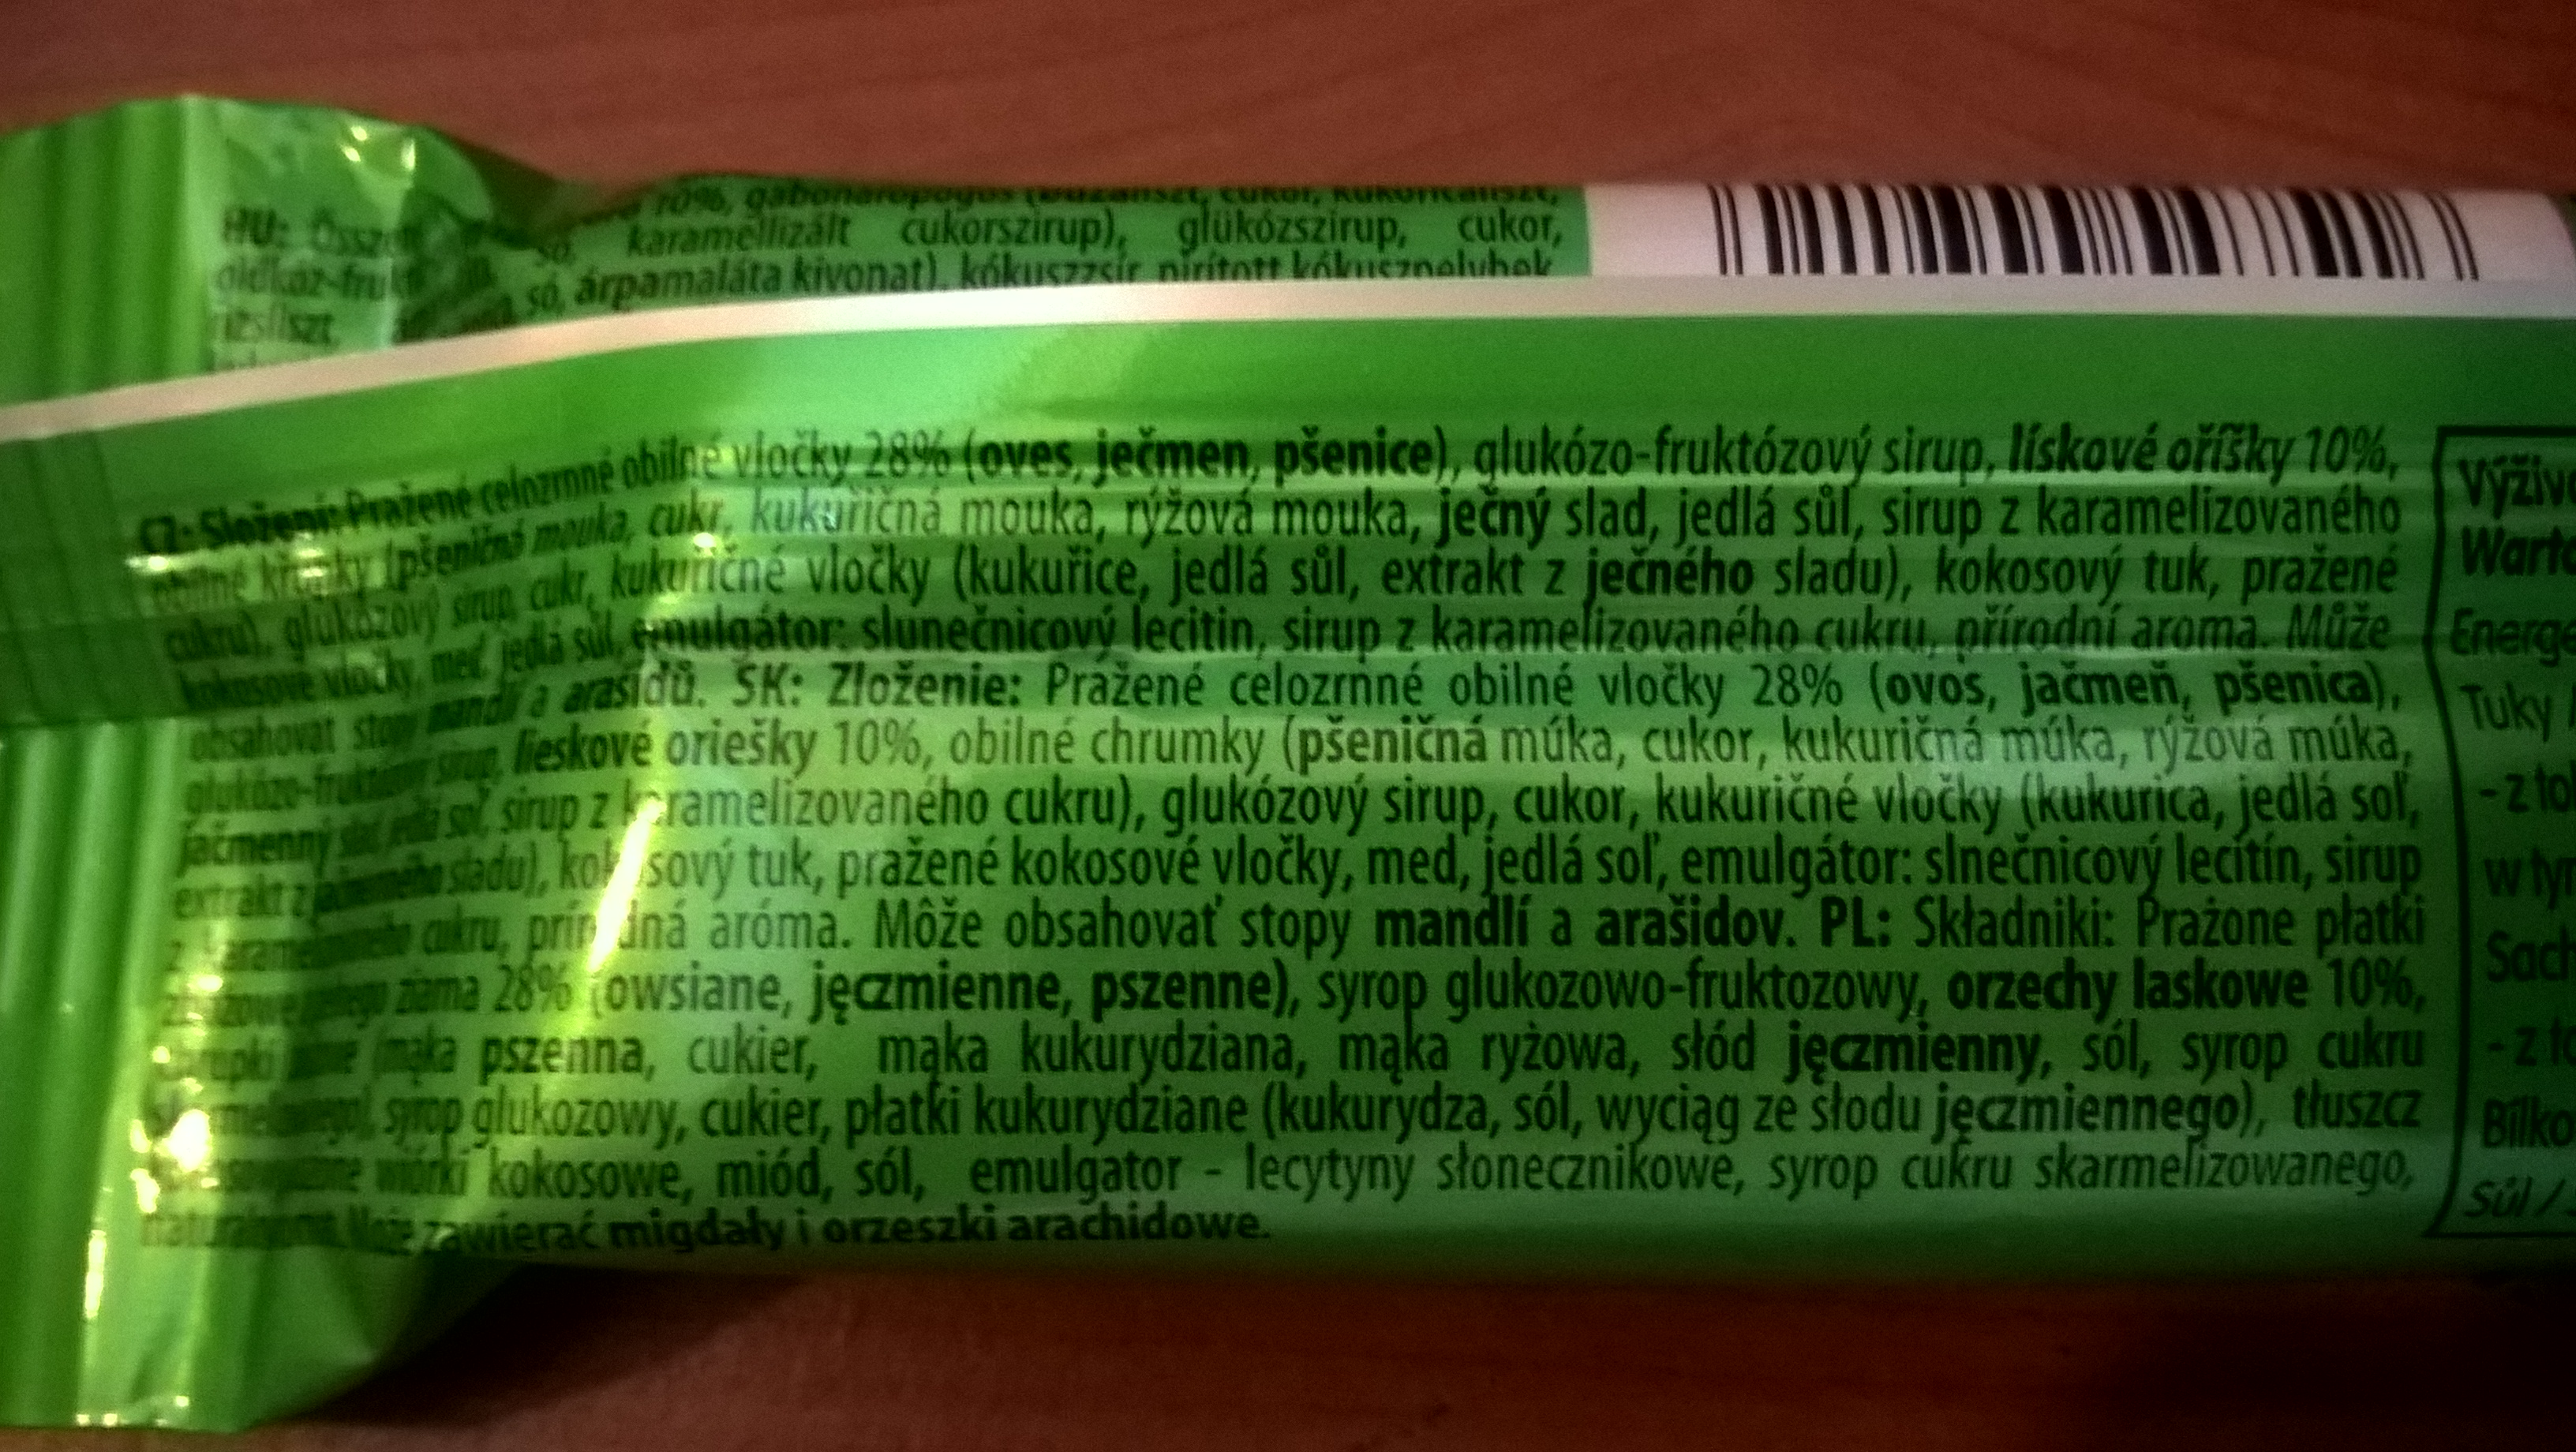 HU:
10%, gabonaropogós (búzaliszt, cukor, kukoricaliszt,
só, karamellizált cukorszirup), glükózszirup, cukor,
só, árpamaláta kivonat), kókuszzsír, pirított kókuszpelyhek,
CZ: Složení: Pražené celozrnné obilné vločky 28% (oves, ječmen, pšenice), glukózo-fruktózový sirup, lískové oříšky 10%,
obilné křupky (pšeničná mouka, cukr, kukuřičná mouka, rýžová mouka, ječný slad, jedlá sůl, sirup z karamelizovaného
cukru), glukózový sirup, cukr, kukuřičné vločky (kukuřice, jedlá sůl, extrakt z ječného sladu), kokosový tuk, pražené
kokosové vločky, med, jedlá sůl, emulgátor: slunečnicový lecitin, sirup z karamelizovaného cukru, přírodní aroma. Může
obsahovat stopy mandlí a arašídů. SK: Zloženie: Pražené celozrnné obilné vločky 28% (ovos, jačmeň, pšenica),
glukózo-fruktózový sirup, lieskové oriešky 10%, obilné chrumky (pšeničná múka, cukor, kukuričná múka, rýžová múka,
jačmenný slad, jedlá soľ, sirup z karamelizovaného cukru), glukózový sirup, cukor, kukuričné vločky (kukurica, jedlá soľ,
extrakt z jačmenného sladu), kokosový tuk, pražené kokosové vločky, med, jedlá soľ, emulgátor: slnečnicový lecitín, sirup
z karamelizovaného cukru, prírodná aróma. Môže obsahovať stopy mandlí a arašidov. PL: Składniki: Prażone płatki
ziarna 28% (owsiane, jęczmienne, pszenne), syrop glukozowo-fruktozowy, orzechy laskowe 10%,
(mąka pszenna, cukier, mąka kukurydziana, mąka ryżowa, słód jęczmienny, sól, syrop cukru
syrop glukozowy, cukier, płatki kukurydziane (kukurydza, sól, wyciąg ze słodu jęczmiennego), tłuszcz
wiórki kokosowe, miód, sól, emulgator - lecytyny słonecznikowe, syrop cukru skarmelizowanego,
Może zawierać migdały i orzeszki arachidowe.
Energe
Tuky
Sůl /